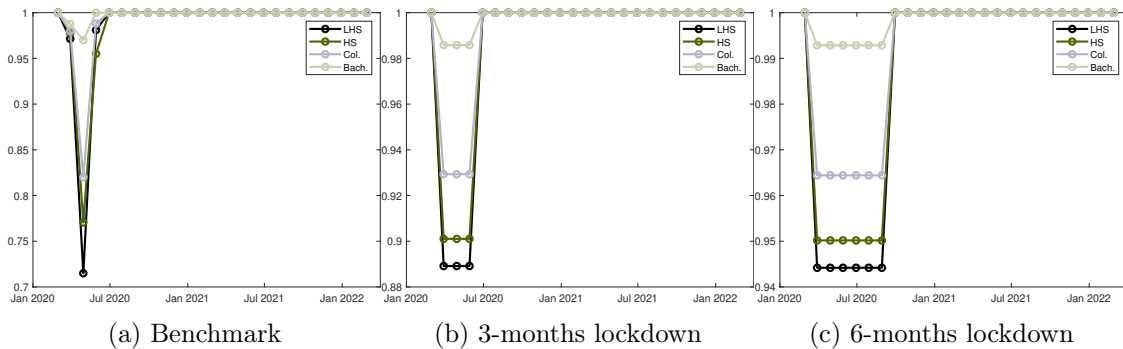 1
0.95
0.9
0.85
0.8
0.75
0.7
Jan 2020 Jul 2020 Jan 2021 Jul 2021 Jan 2022
LHS
HS
Col.
Bach.
(a) Benchmark
1
0.98
0.96
0.94
0.92
0.9
0.88
Jan 2020 Jul 2020 Jan 2021 Jul 2021 Jan 2022
LHS
HS
Col.
Bach.
(b) 3-months lockdown
1
0.99
0.98
0.97
0.96
0.95
0.94
Jan 2020 Jul 2020 Jan 2021 Jul 2021 Jan 2022
LHS
HS
Col.
Bach.
(c) 6-months lockdown